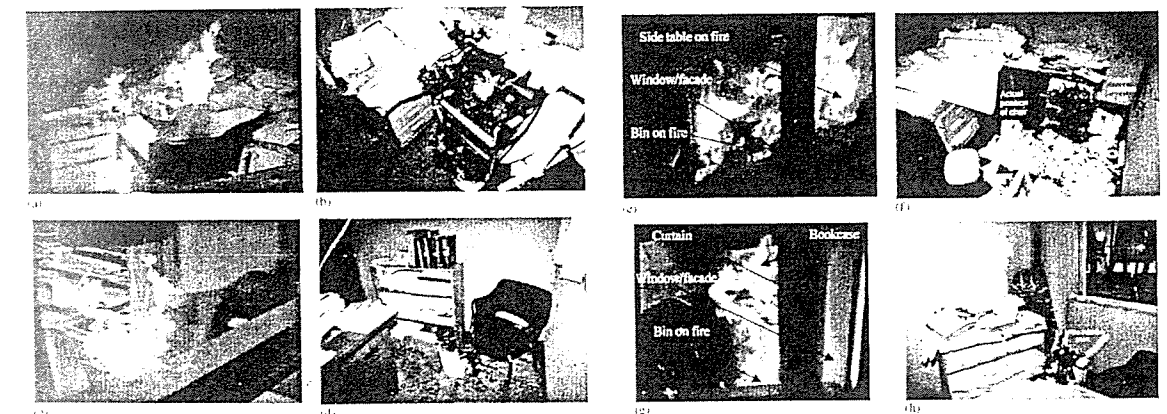 Side table on fire
Window/facade
Bin on fire
(a)
(b)
(e)
(f)
Curtain
Bookcase
Window/facade
Bin on fire
(d)
(g)
(h)